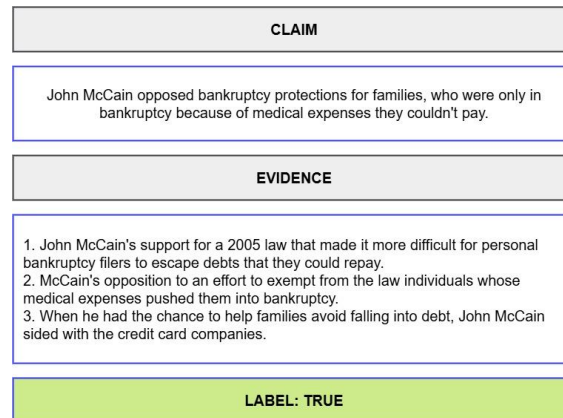 CLAIM
John McCain opposed bankruptcy protections for families, who were only in
bankruptcy because of medical expenses they couldn't pay.
EVIDENCE
1. John McCain's support for a 2005 law that made it more difficult for personal
bankruptcy filers to escape debts that they could repay.
2. McCain's opposition to an effort to exempt from the law individuals whose
medical expenses pushed them into bankruptcy.
3. When he had the chance to help families avoid falling into debt, John McCain
sided with the credit card companies.
LABEL: TRUE